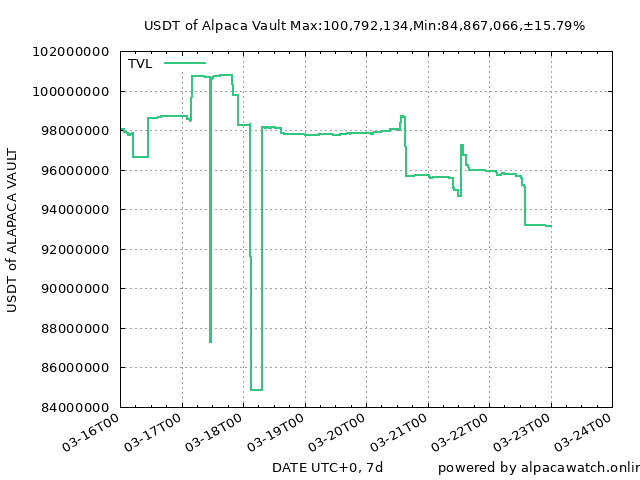 USDT of Alpaca Vault Max:100,792,134,Min:84,867,066,±15.79%
102000000
TVL
100000000
98000000
96000000
94000000
92000000
90000000
88000000
86000000
84000000
USDT of ALAPACA VAULT
03-16T00 03-17T00 03-18T00 03-19T00 03-20T00 03-21T00 03-22T00 03-23T00 03-24T00
DATE UTC+0, 7d powered by alpacawatch.onlin